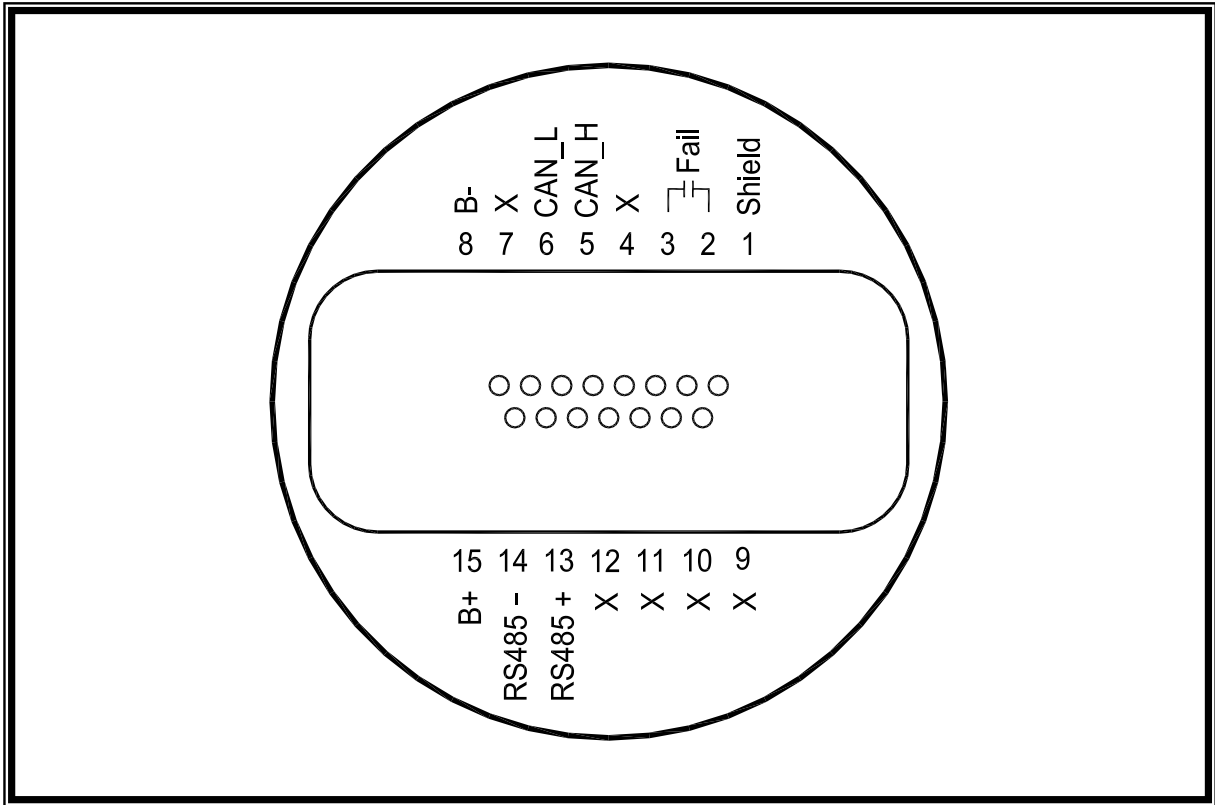 B- X CAN_L CAN_H X Fail Shield
8 7 6 5 4 3 2 1
15 14 13 12 11 10 9
B+ RS485 - RS485 + X X X X